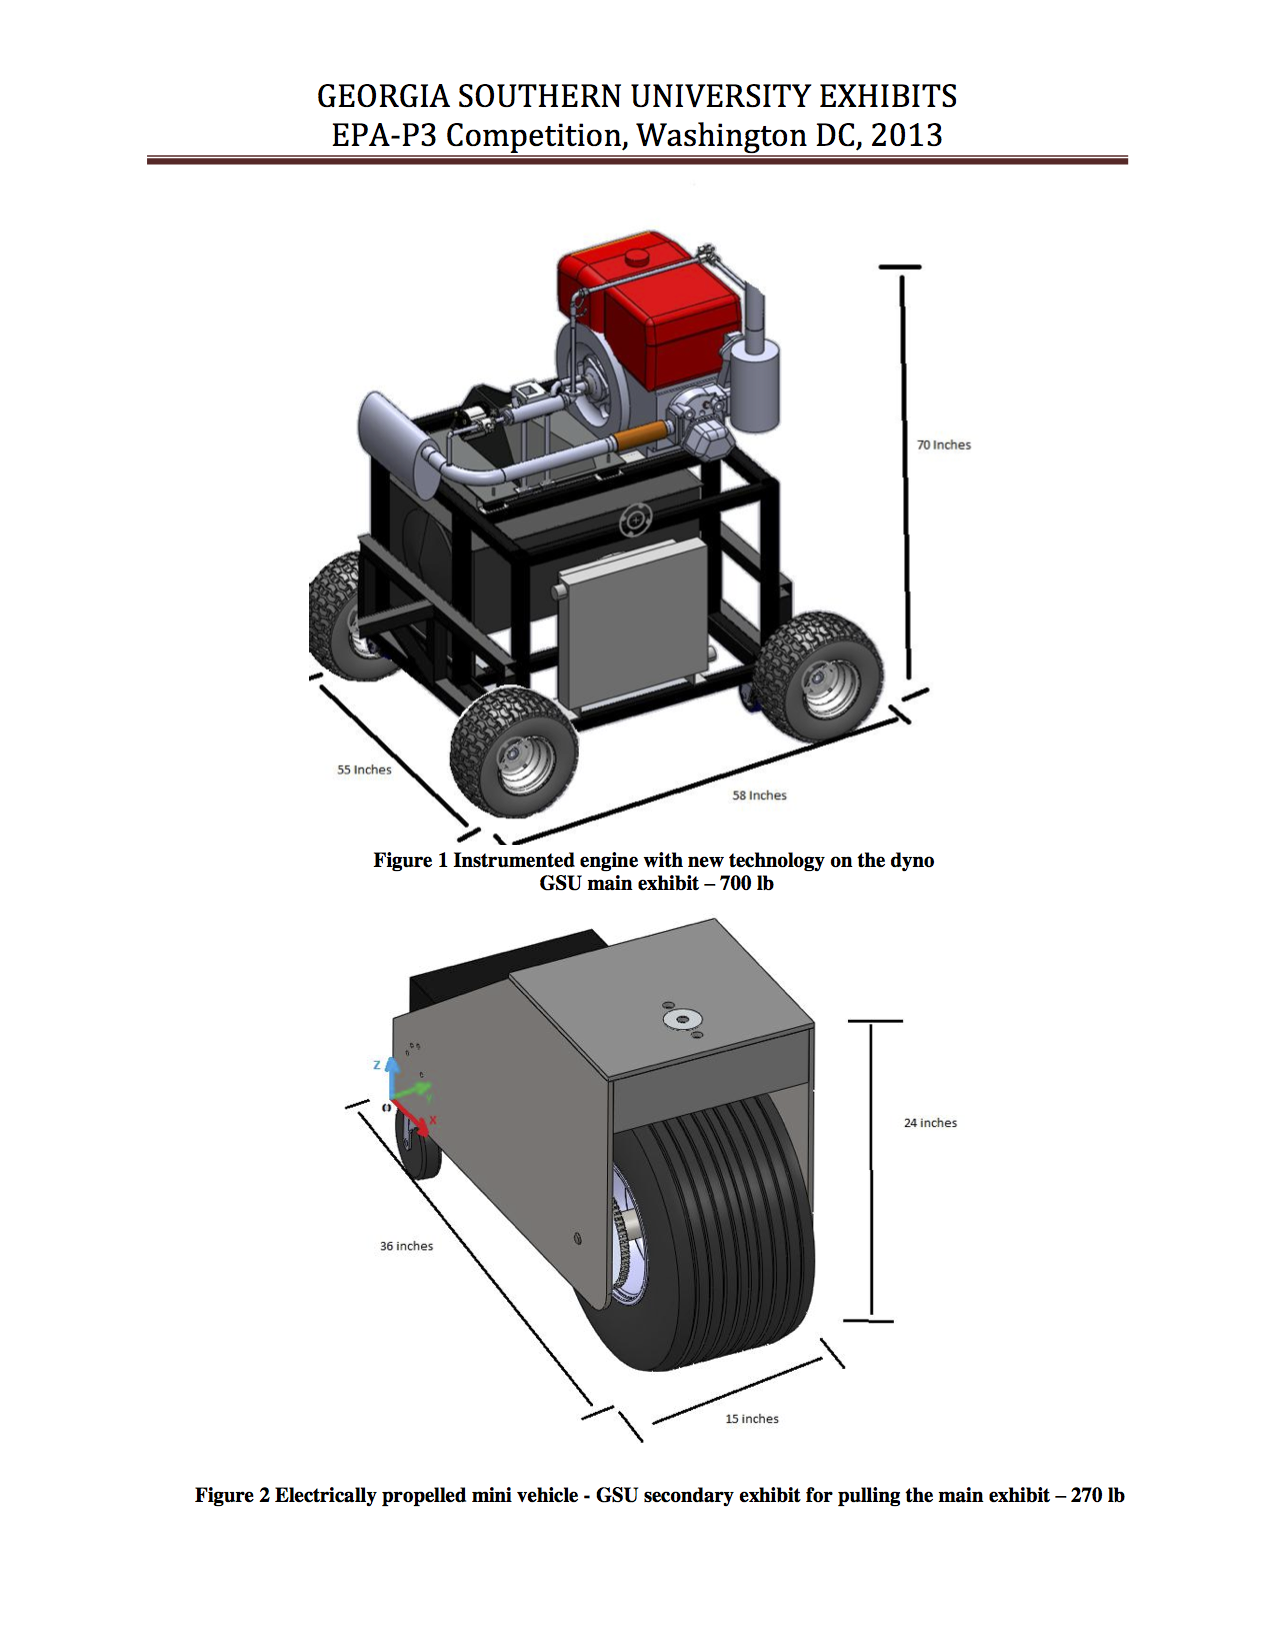 GEORGIA SOUTHERN UNIVERSITY EXHIBITS
EPA-P3 Competition, Washington DC, 2013
70 Inches
55 Inches
58 Inches
Figure 1 Instrumented engine with new technology on the dyno
GSU main exhibit – 700 lb
Z
Y
X
24 inches
36 inches
15 inches
Figure 2 Electrically propelled mini vehicle - GSU secondary exhibit for pulling the main exhibit – 270 lb